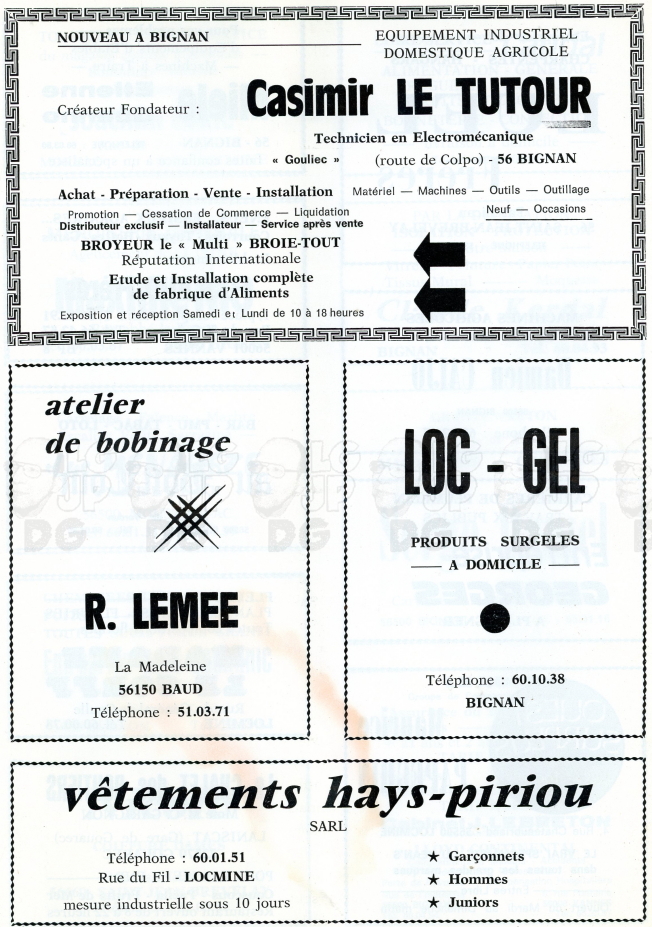 NOUVEAU A BIGNAN
EQUIPEMENT INDUSTRIEL
DOMESTIQUE AGRICOLE
Créateur Fondateur : Casimir LE TUTOUR
Technicien en Electromécanique
« Gouliec » (route de Colpo) - 56 BIGNAN
Achat - Préparation - Vente - Installation
Matériel — Machines — Outils — Outillage
Neuf — Occasions
Promotion — Cessation de Commerce — Liquidation
Distributeur exclusif — Installateur — Service après vente
BROYEUR le « Multi » BROIE-TOUT
Réputation Internationale
Etude et Installation complète
de fabrique d'Aliments
Exposition et réception Samedi et Lundi de 10 à 18 heures
atelier
de bobinage
R. LEMEE
La Madeleine
56150 BAUD
Téléphone : 51.03.71
LOC - GEL
PRODUITS SURGELES
— A DOMICILE —
Téléphone : 60.10.38
BIGNAN
vêtements hays-piriou
SARL
Téléphone : 60.01.51
Rue du Fil - LOCMINE
mesure industrielle sous 10 jours
★ Garçonnets
★ Hommes
★ Juniors